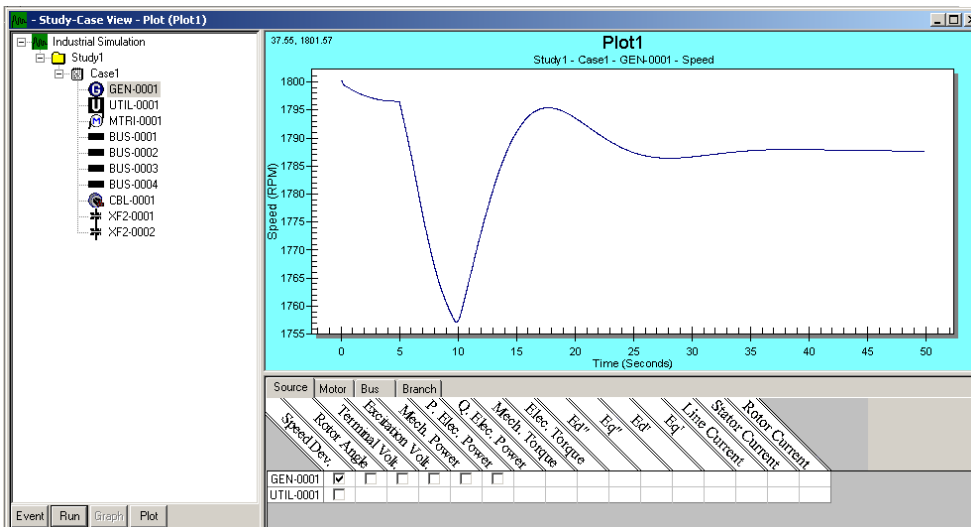 - Study-Case View - Plot (Plot1)
Industrial Simulation
Study1
Case1
GEN-0001
UTIL-0001
MTRI-0001
BUS-0001
BUS-0002
BUS-0003
BUS-0004
CBL-0001
XF2-0001
XF2-0002
Event Run Graph Plot
37.55, 1801.57
Plot1
Study1 - Case1 - GEN-0001 - Speed
Speed (RPM)
1800
1795
1790
1785
1780
1775
1770
1765
1760
1755
0 5 10 15 20 25 30 35 40 45 50
Time (Seconds)
Source Motor Bus Branch
Speed Dev.
Rotor Angle
Terminal Volt.
Excitation Volt.
Mech. Power
P. Elec. Power
Q. Elec. Power
Mech. Torque
Elec. Torque
Ed"
Eq"
Ed'
Eq'
Line Current
Stator Current
Rotor Current
GEN-0001
UTIL-0001